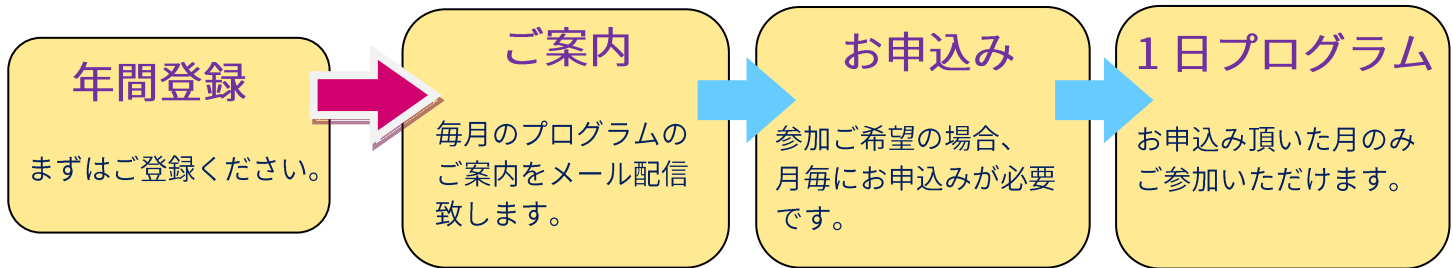 年間登録
まずはご登録ください。
ご案内
毎月のプログラムの
ご案内をメール配信
致します。
お申込み
参加ご希望の場合、
月毎にお申込みが必要
です。
1日プログラム
お申込み頂いた月のみ
ご参加いただけます。